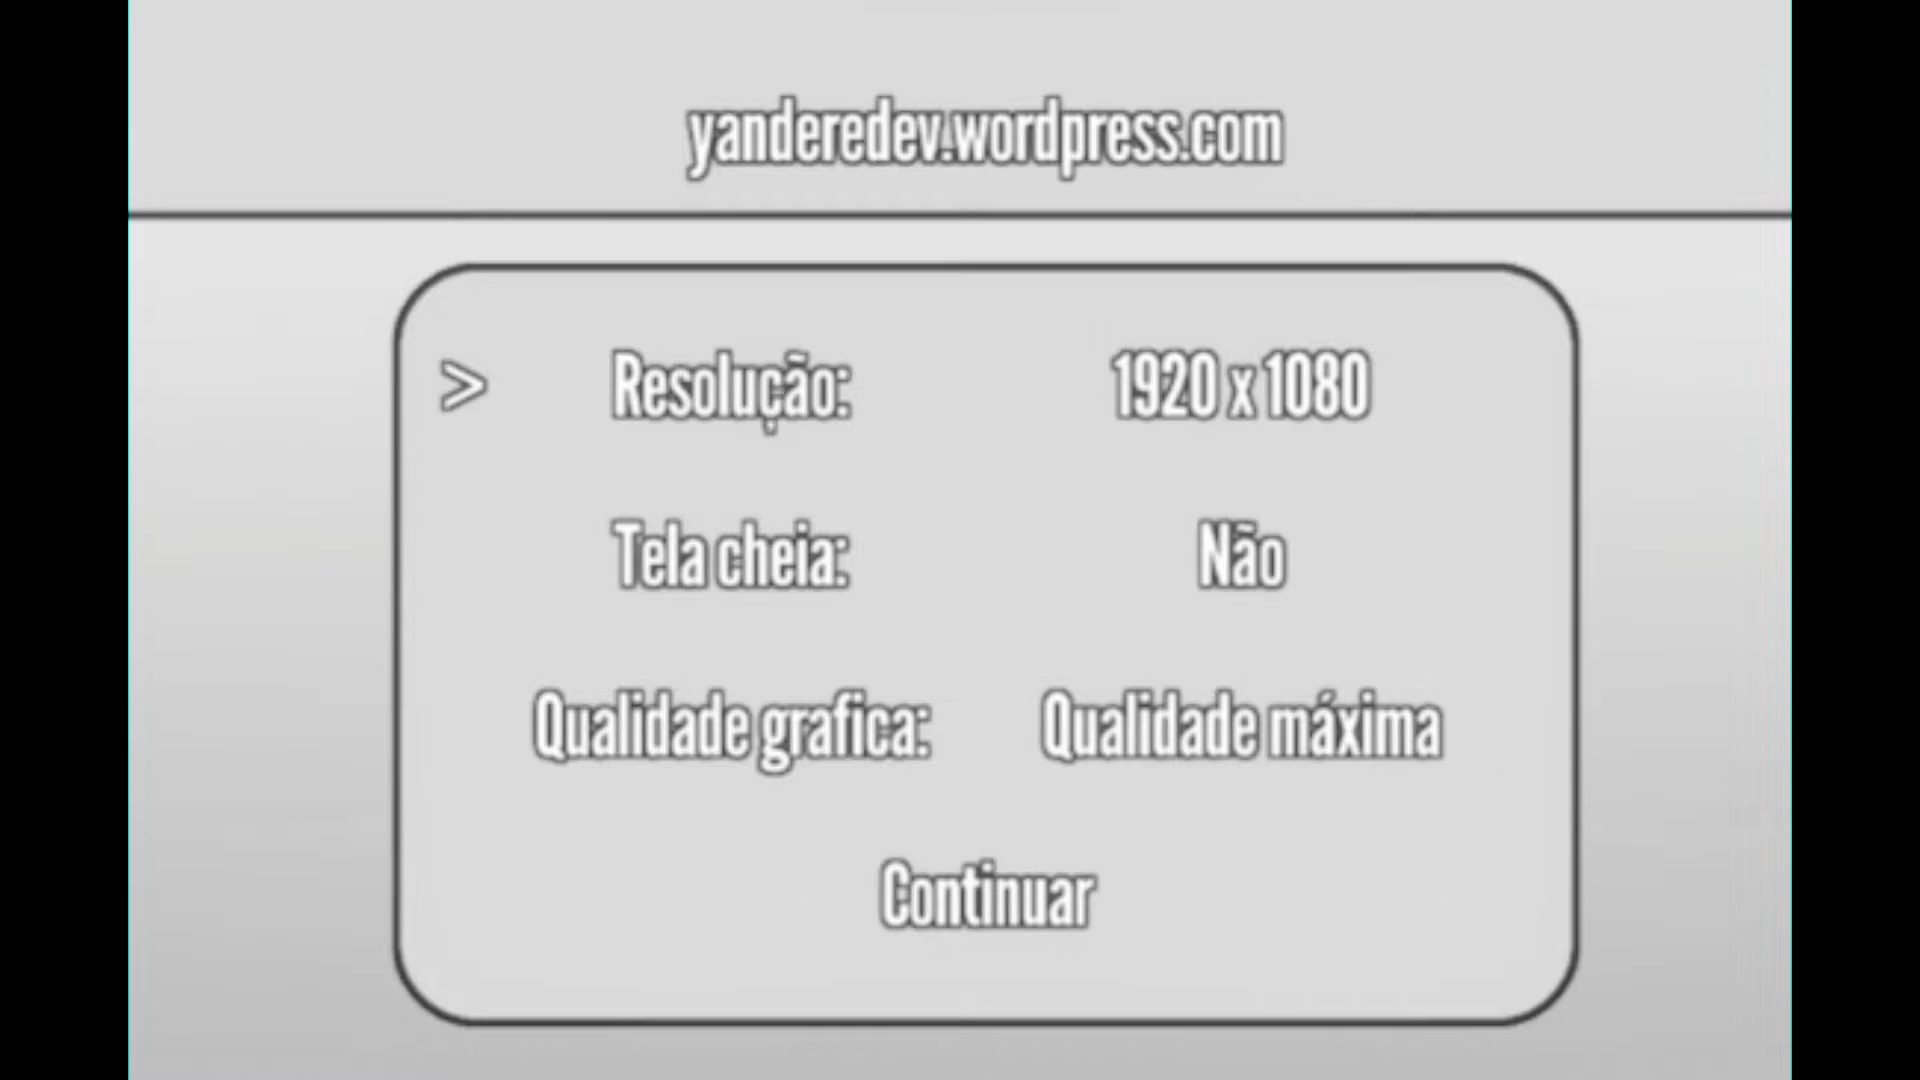 yanderedev.wordpress.com
> Resolução: 1920 x 1080
Tela cheia: Não
Qualidade grafica: Qualidade máxima
Continuar